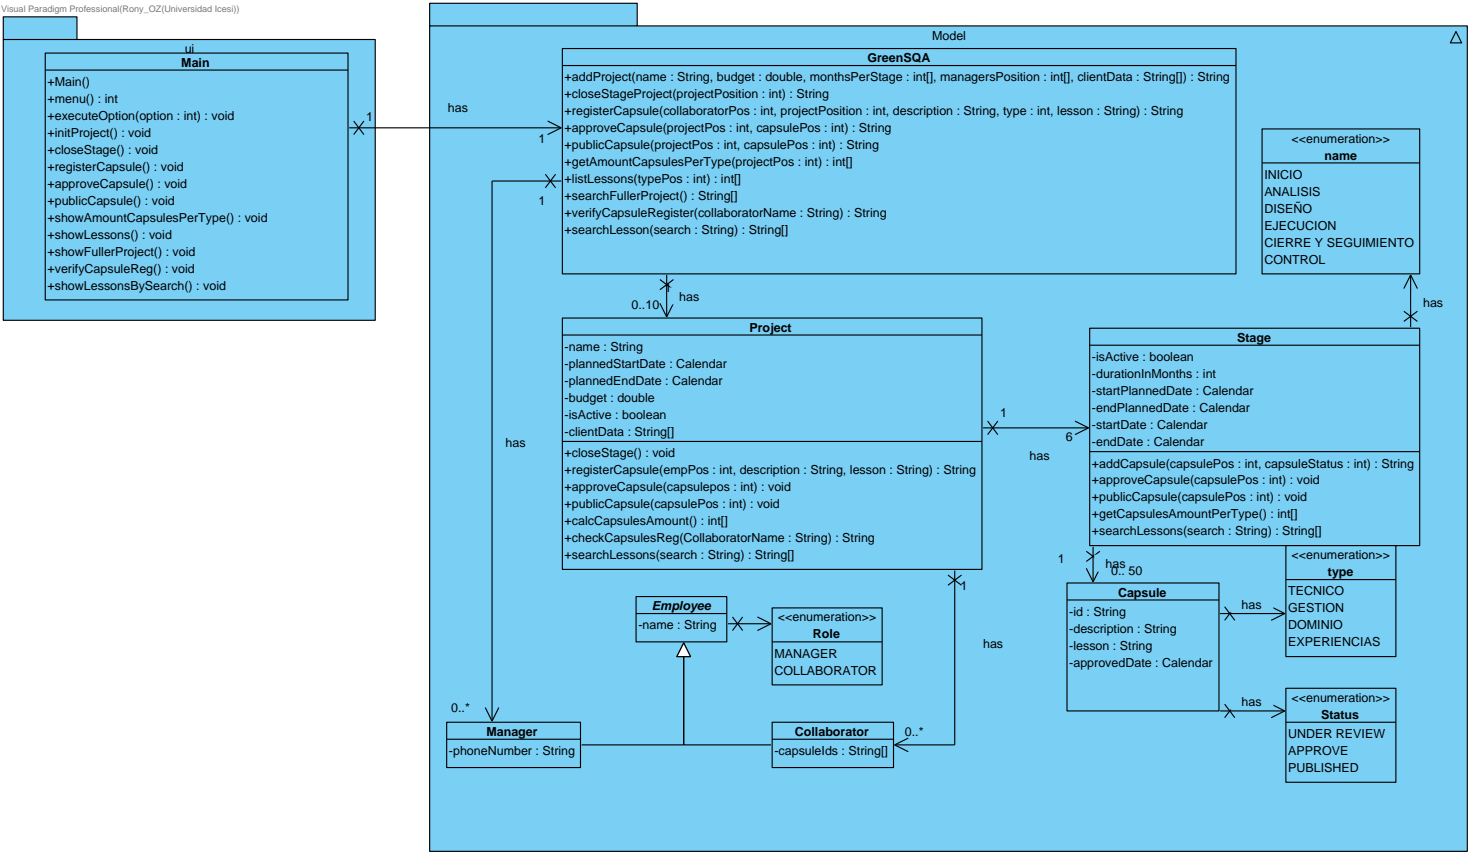 Visual Paradigm Professional(Rony_OZ(Universidad Icesi))
ui
Main
+Main()
+menu() : int
+executeOption(option : int) : void
+initProject() : void
+closeStage() : void
+registerCapsule() : void
+approveCapsule() : void
+publicCapsule() : void
+showAmountCapsulesPerType() : void
+showLessons() : void
+showFullerProject() : void
+verifyCapsuleReg() : void
+showLessonsBySearch() : void
1
has
1
Model
GreenSQA
+addProject(name : String, budget : double, monthsPerStage : int[], managersPosition : int[], clientData : String[]) : String
+closeStageProject(projectPosition : int) : String
+registerCapsule(collaboratorPos : int, projectPosition : int, description : String, type : int, lesson : String) : String
+approveCapsule(projectPos : int, capsulePos : int) : String
+publicCapsule(projectPos : int, capsulePos : int) : String
+getAmountCapsulesPerType(projectPos : int) : int[]
+listLessons(typePos : int) : int[]
+searchFullerProject() : String[]
+verifyCapsuleRegister(collaboratorName : String) : String
+searchLesson(search : String) : String[]
1
has
0..*
1
has
0..10
<<enumeration>>
name
INICIO
ANALISIS
DISEÑO
EJECUCION
CIERRE Y SEGUIMIENTO
CONTROL
has
Project
-name : String
-plannedStartDate : Calendar
-plannedEndDate : Calendar
-budget : double
-isActive : boolean
-clientData : String[]
+closeStage() : void
+registerCapsule(empPos : int, description : String, lesson : String) : String
+approveCapsule(capsulepos : int) : void
+publicCapsule(capsulePos : int) : void
+calcCapsulesAmount() : int[]
+checkCapsulesReg(CollaboratorName : String) : String
+searchLessons(search : String) : String[]
1
6
has
Stage
-isActive : boolean
-durationInMonths : int
-startPlannedDate : Calendar
-endPlannedDate : Calendar
-startDate : Calendar
-endDate : Calendar
+addCapsule(capsulePos : int, capsuleStatus : int) : String
+approveCapsule(capsulePos : int) : void
+publicCapsule(capsulePos : int) : void
+getCapsulesAmountPerType() : int[]
+searchLessons(search : String) : String[]
1
has
0.. 50
Capsule
-id : String
-description : String
-lesson : String
-approvedDate : Calendar
has
<<enumeration>>
type
TECNICO
GESTION
DOMINIO
EXPERIENCIAS
has
<<enumeration>>
Status
UNDER REVIEW
APPROVE
PUBLISHED
1
has
0..*
Employee
-name : String
<<enumeration>>
Role
MANAGER
COLLABORATOR
Manager
-phoneNumber : String
Collaborator
-capsuleIds : String[]